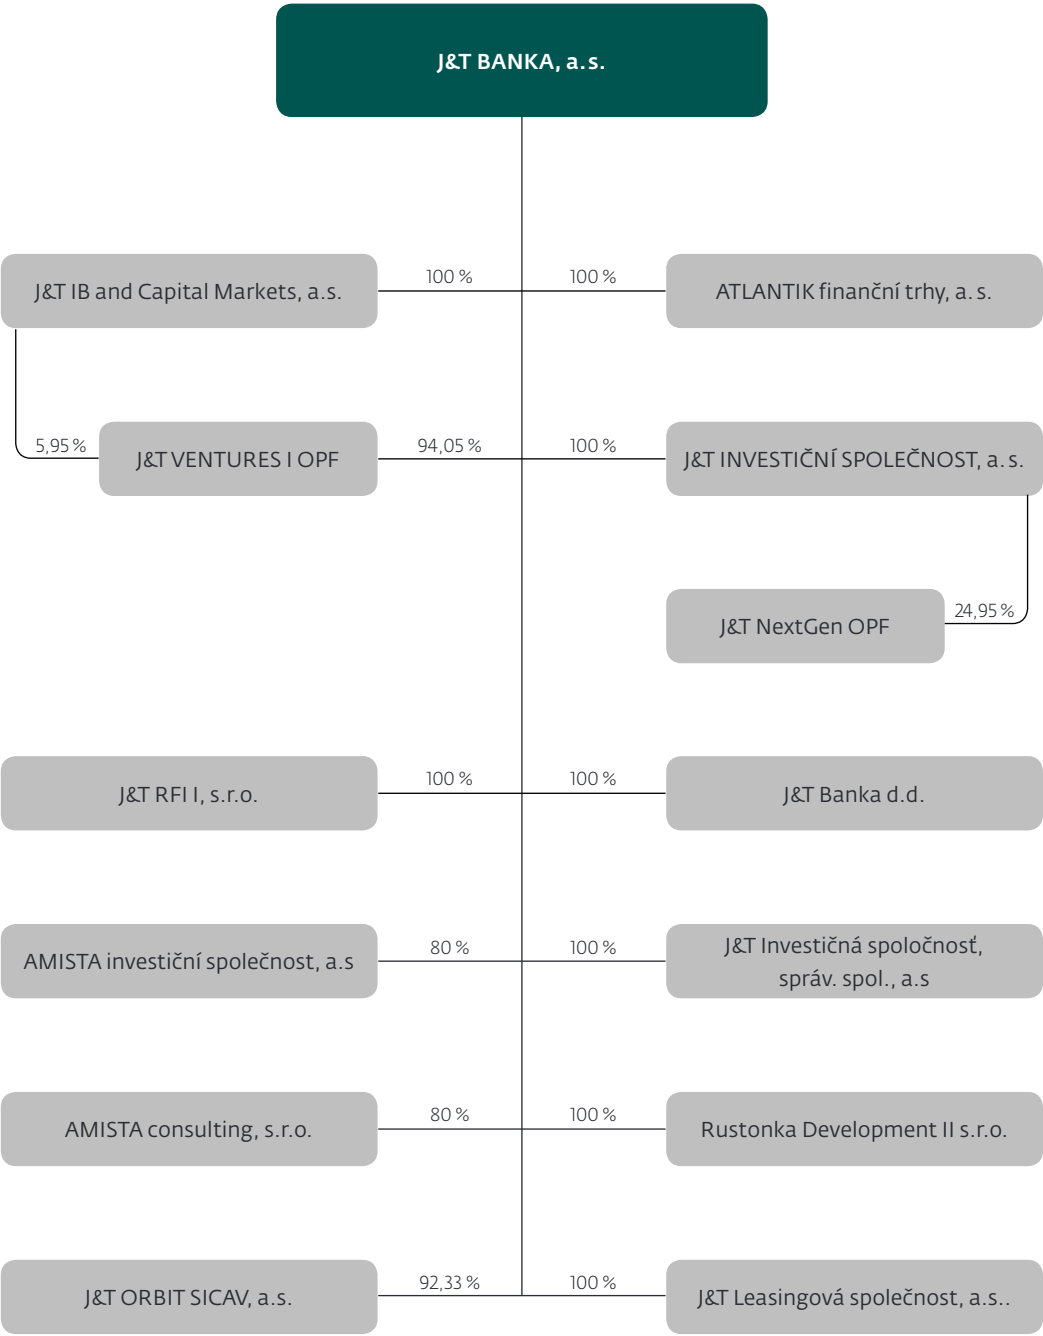 J&T BANKA, a.s.
J&T IB and Capital Markets, a.s.
100 %
100 %
ATLANTIK finanční trhy, a. s.
5,95 %
J&T VENTURES I OPF
94,05 %
100 %
J&T INVESTIČNÍ SPOLEČNOST, a. s.
J&T NextGen OPF
24,95 %
J&T RFI I, s.r.o.
100 %
100 %
J&T Banka d.d.
AMISTA investiční společnost, a.s
80 %
100 %
J&T Investičná spoločnosť,
správ. spol., a.s
AMISTA consulting, s.r.o.
80 %
100 %
Rustonka Development II s.r.o.
J&T ORBIT SICAV, a.s.
92,33 %
100 %
J&T Leasingová společnost, a.s..